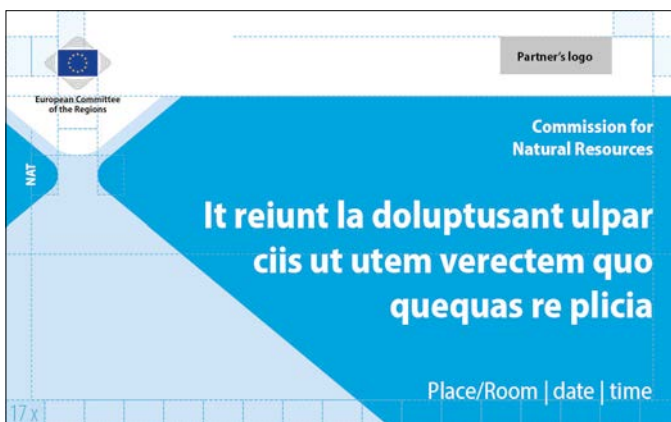 Partner's logo
European Committee
of the Regions
Commission for
Natural Resources
NAT
It reiunt la doluptusant ulpar
ciis ut utem verectem quo
quequas re plicia
Place/Room | date | time
17 x